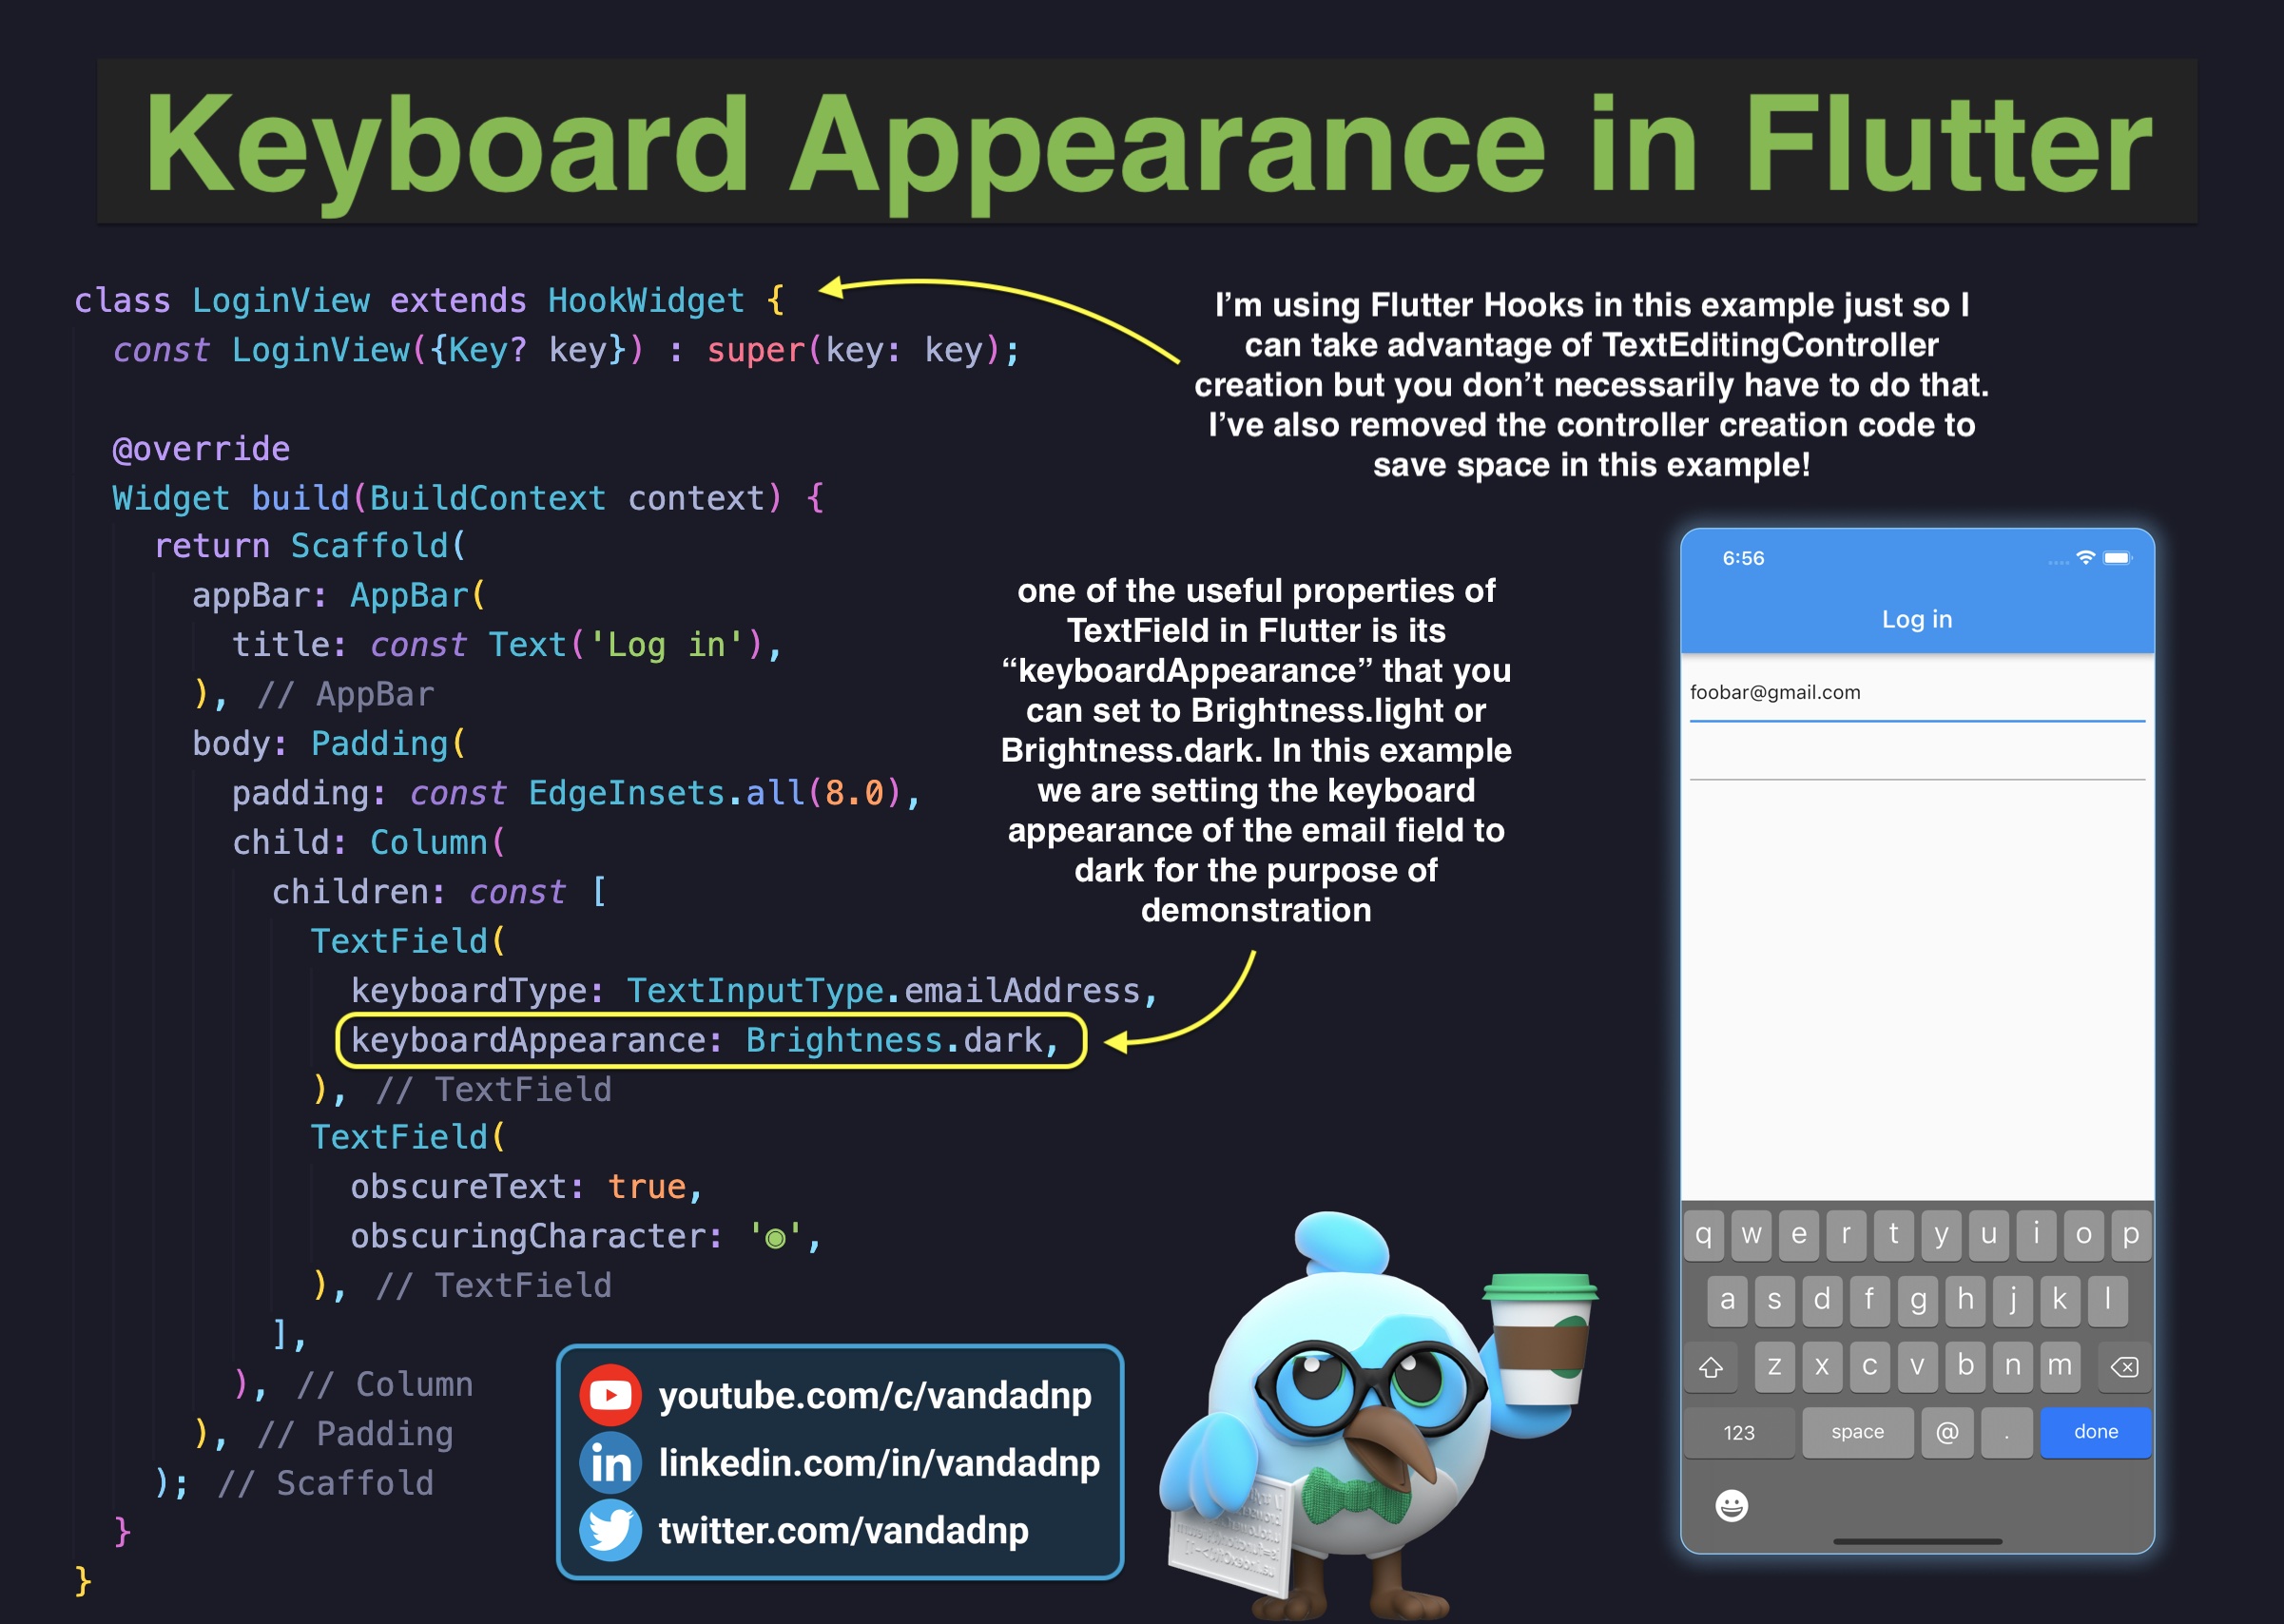 Keyboard Appearance in Flutter
class LoginView extends HookWidget {
const LoginView({Key? key}) : super(key: key);
@override
Widget build(BuildContext context) {
return Scaffold(
appBar: AppBar(
title: const Text('Log in'),
), // AppBar
body: Padding(
padding: const EdgeInsets.all(8.0),
child: Column(
children: const [
TextField(
keyboardType: TextInputType.emailAddress,
keyboardAppearance: Brightness.dark,
), // TextField
TextField(
obscureText: true,
obscuringCharacter: '◉',
), // TextField
],
), // Column
), // Padding
); // Scaffold
}
}
I’m using Flutter Hooks in this example just so I
can take advantage of TextEditingController
creation but you don’t necessarily have to do that.
I’ve also removed the controller creation code to
save space in this example!
one of the useful properties of
TextField in Flutter is its
“keyboardAppearance” that you
can set to Brightness.light or
Brightness.dark. In this example
we are setting the keyboard
appearance of the email field to
dark for the purpose of
demonstration
6:56
Log in
foobar@gmail.com
q w e r t y u i o p
a s d f g h j k l
z x c v b n m
123 space @ . done
youtube.com/c/vandadnp
linkedin.com/in/vandadnp
twitter.com/vandadnp